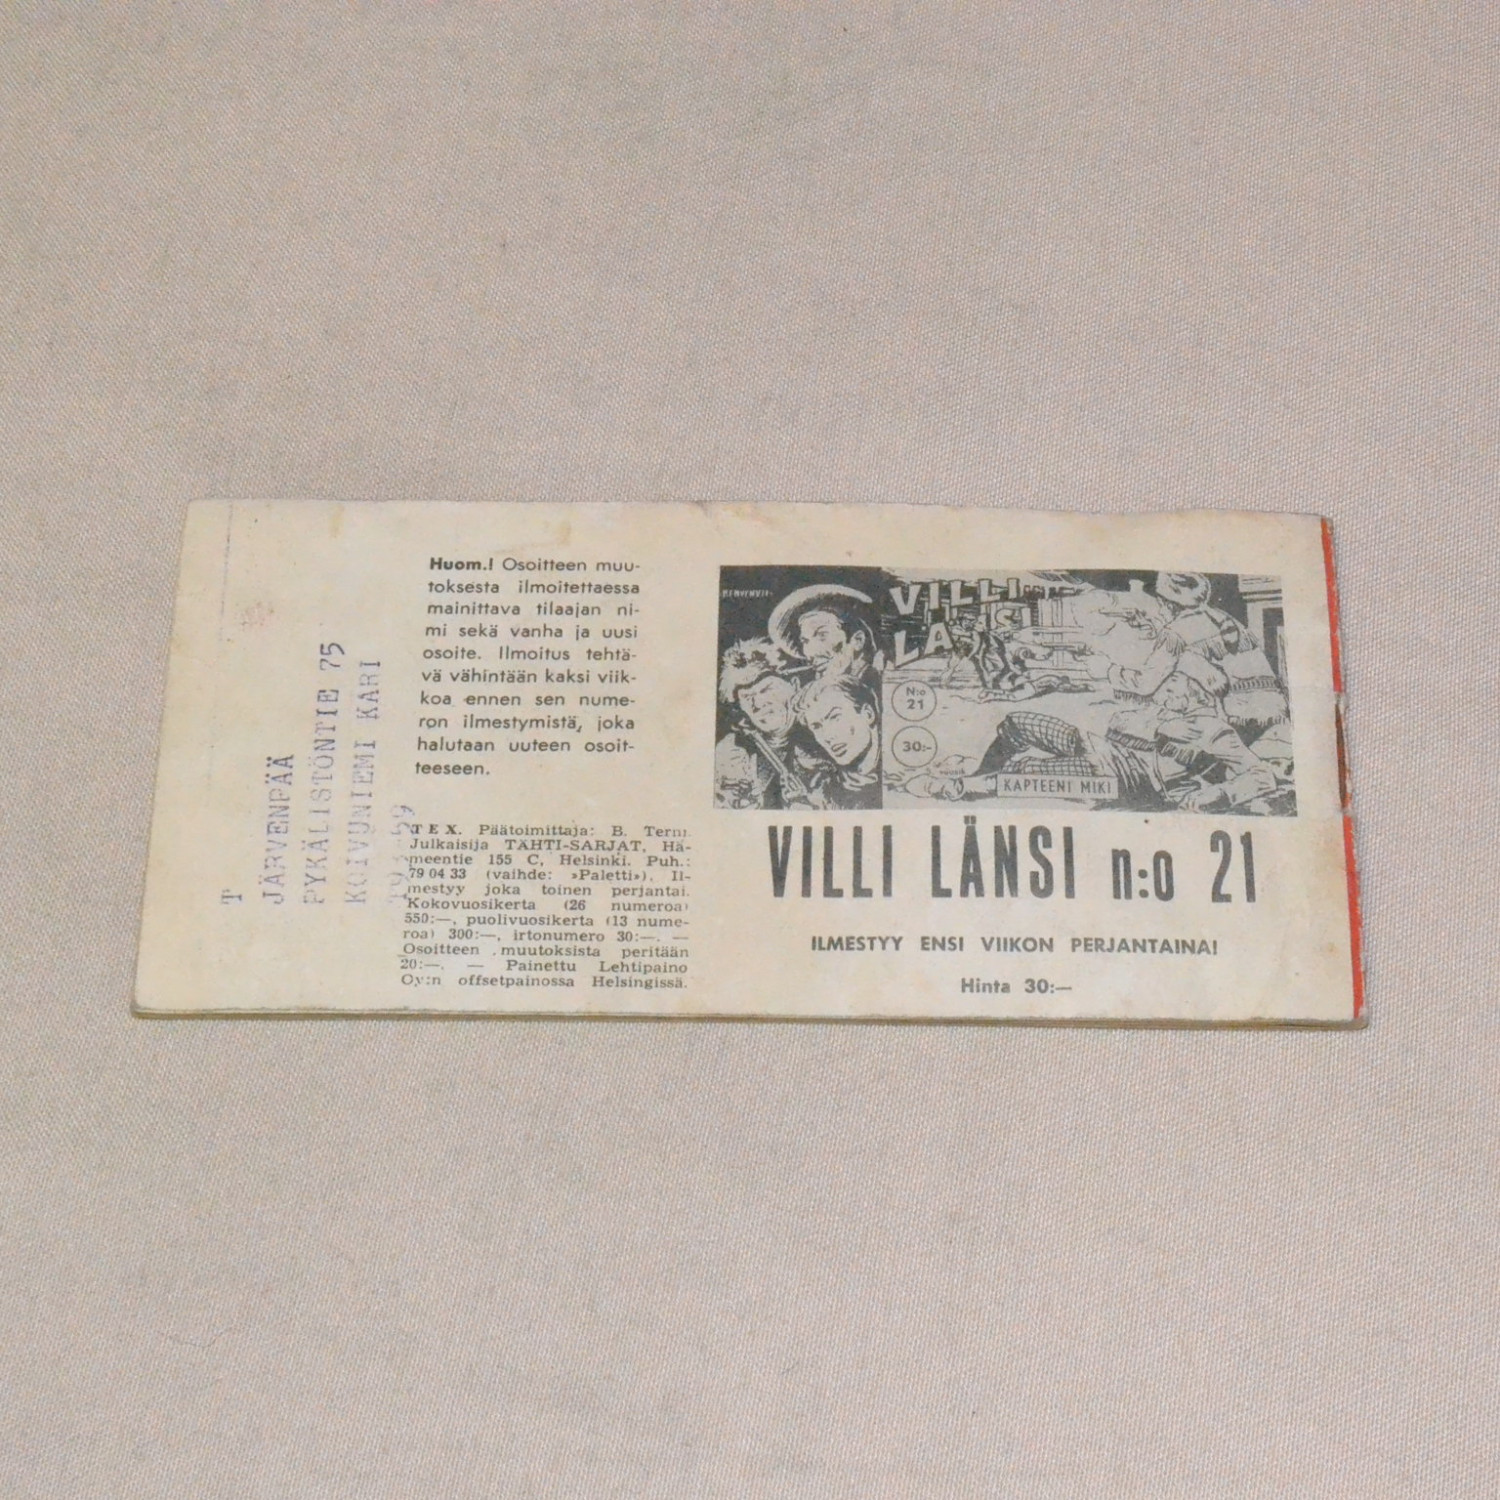 Huom.! Osoitteen muu-
toksesta ilmoitettaessa
mainittava tilaajan ni-
mi sekä vanha ja uusi
osoite. Ilmoitus tehtä-
vä vähintään kaksi viik-
koa ennen sen nume-
ron ilmestymistä, joka
halutaan uuteen osoit-
teeseen.
TEX. Päätoimittaja: B. Term.
Julkaisija TÄHTI-SARJAT, Hä-
meentie 155 C, Helsinki. Puh.:
79 04 33 (vaihde: »Paletti»). Il-
mestyy joka toinen perjantai.
Kokovuosikerta (26 numeroa)
550:—, puolivuosikerta (13 nume-
roa) 300:—, irtonumero 30:—. —
Osoitteen muutoksista peritään
20:—. — Painettu Lehtipaino
Oy:n offsetpainossa Helsingissä.
T
JÄRVENPÄÄ
PYKÄLISTÖNTIE 75
KOIVUNIEMI KARI
59
VILLI
LÄNSI
N:o
21
30:-
KAPTEENI MIKI
VILLI LÄNSI n:o 21
ILMESTYY ENSI VIIKON PERJANTAINA!
Hinta 30:—